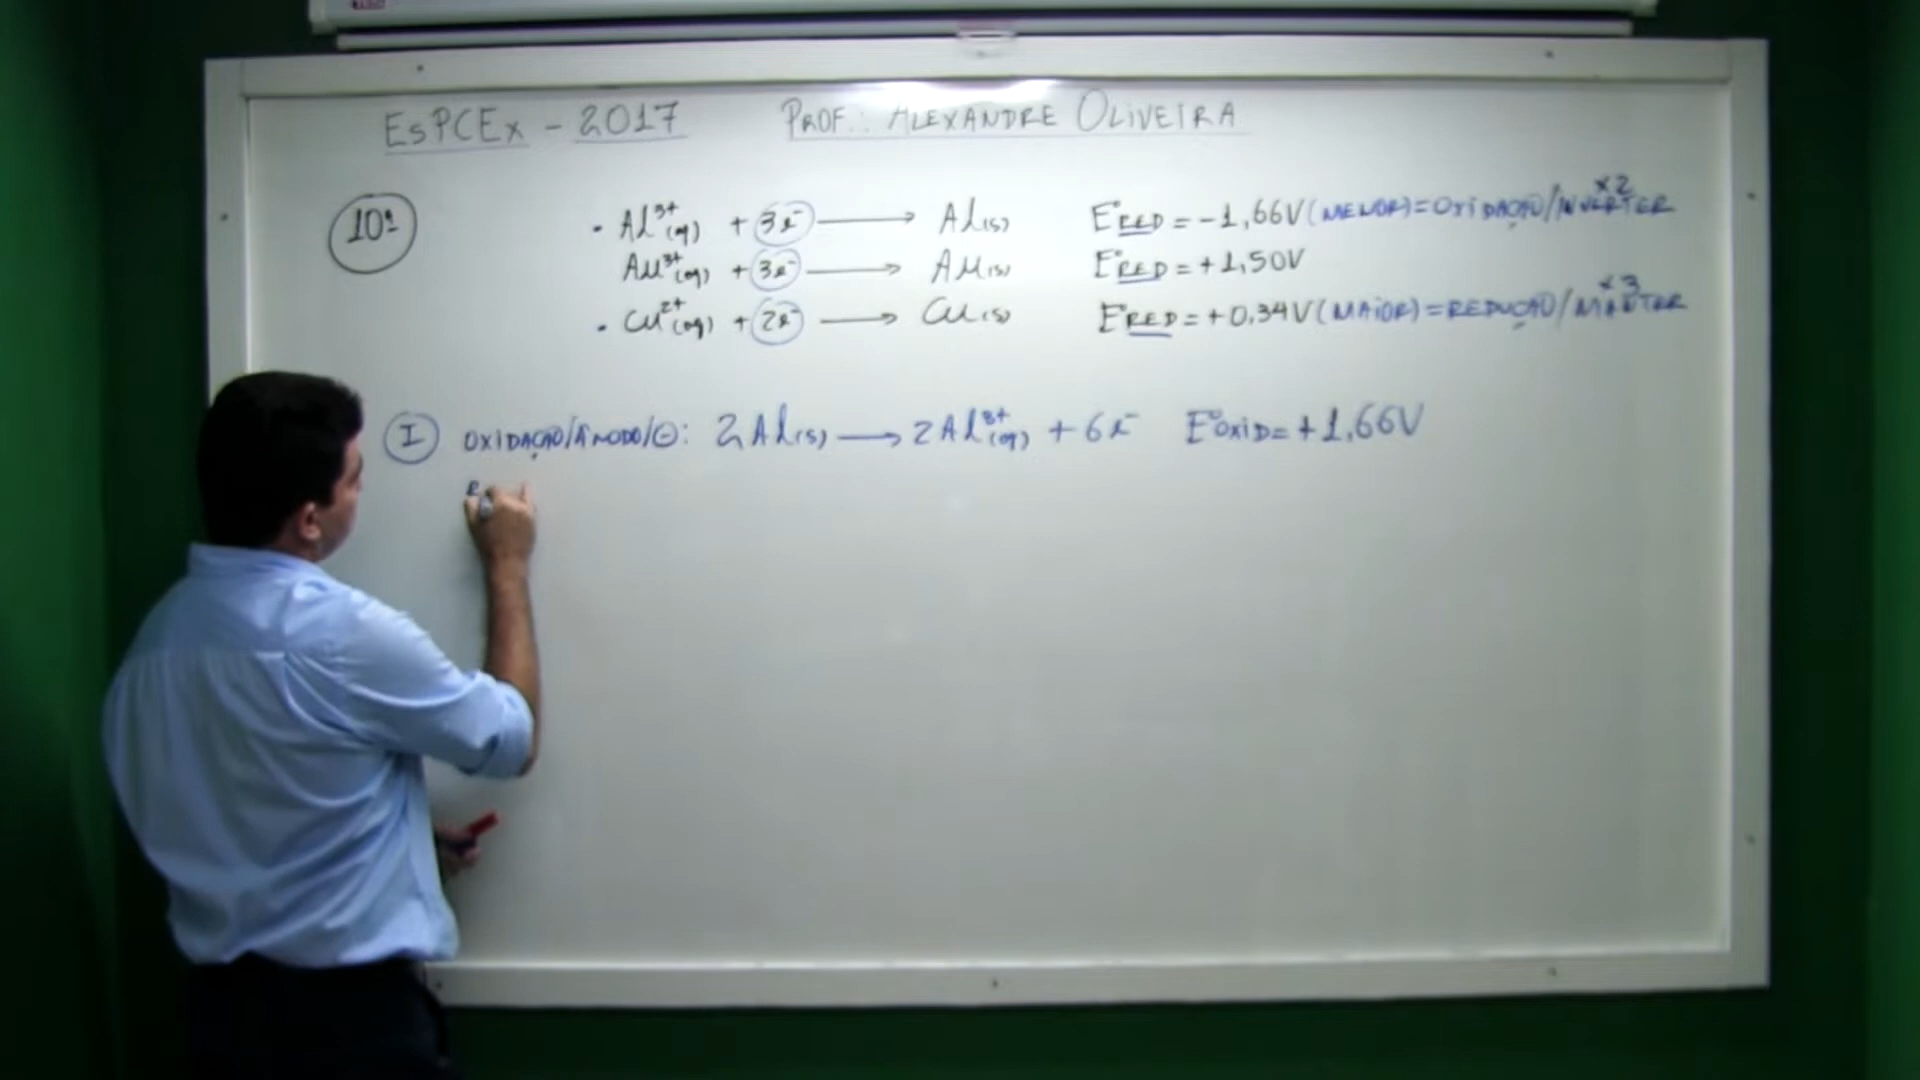 EsPCEx - 2017 PROF.: ALEXANDRE OLIVEIRA
10ª
• Al³⁺(aq) + 3e⁻ → Al(s) E°RED = -1,66V (MENOR) = OXIDAÇÃO/INVERTER x2
Au³⁺(aq) + 3e⁻ → Au(s) E°RED = +1,50V
• Cu²⁺(aq) + 2e⁻ → Cu(s) E°RED = +0,34V (MAIOR) = REDUÇÃO/MANTER x3
I OXIDAÇÃO/ÂNODO/⊖: 2Al(s) → 2Al³⁺(aq) + 6e⁻ E°OXID = +1,66V